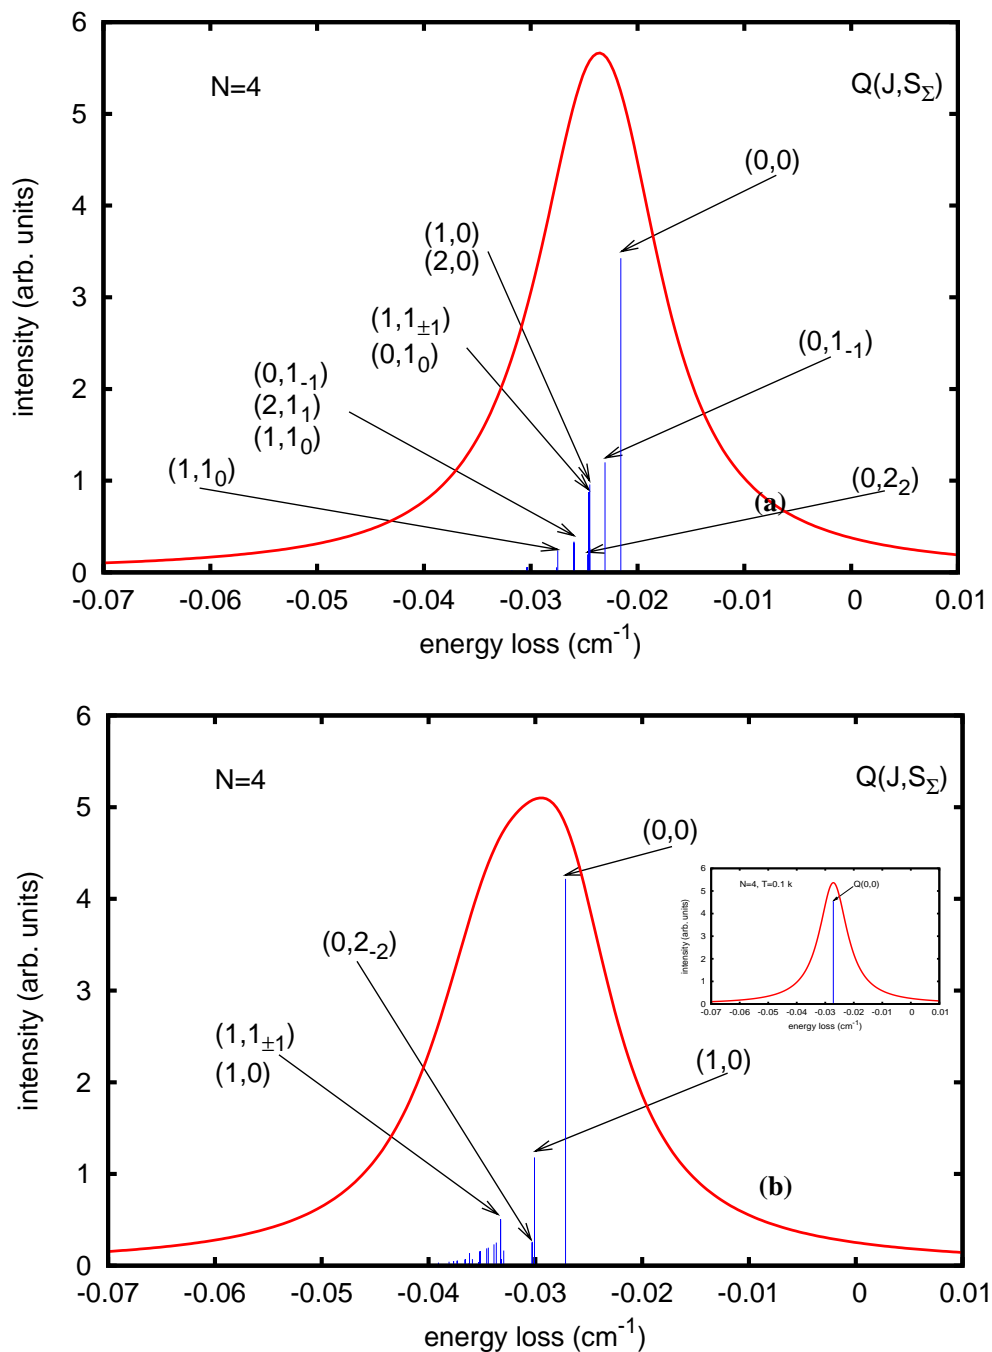 6
5
4
3
2
1
0
intensity (arb. units)
N=4
Q(J,S_Σ)
(0,0)
(1,0)
(2,0)
(1,1_±1)
(0,1_0)
(0,1_-1)
(0,1_-1)
(2,1_1)
(1,1_0)
(1,1_0)
(0,2_2)
(a)
-0.07 -0.06 -0.05 -0.04 -0.03 -0.02 -0.01 0 0.01
energy loss (cm^-1)
6
5
4
3
2
1
0
intensity (arb. units)
N=4
Q(J,S_Σ)
(0,0)
(0,2_-2)
(1,1_±1)
(1,0)
(1,0)
(b)
6
5
4
3
2
1
0
intensity (arb. units)
N=4, T=0.1 k
Q(0,0)
-0.07 -0.06 -0.05 -0.04 -0.03 -0.02 -0.01 0 0.01
energy loss (cm^-1)
-0.07 -0.06 -0.05 -0.04 -0.03 -0.02 -0.01 0 0.01
energy loss (cm^-1)